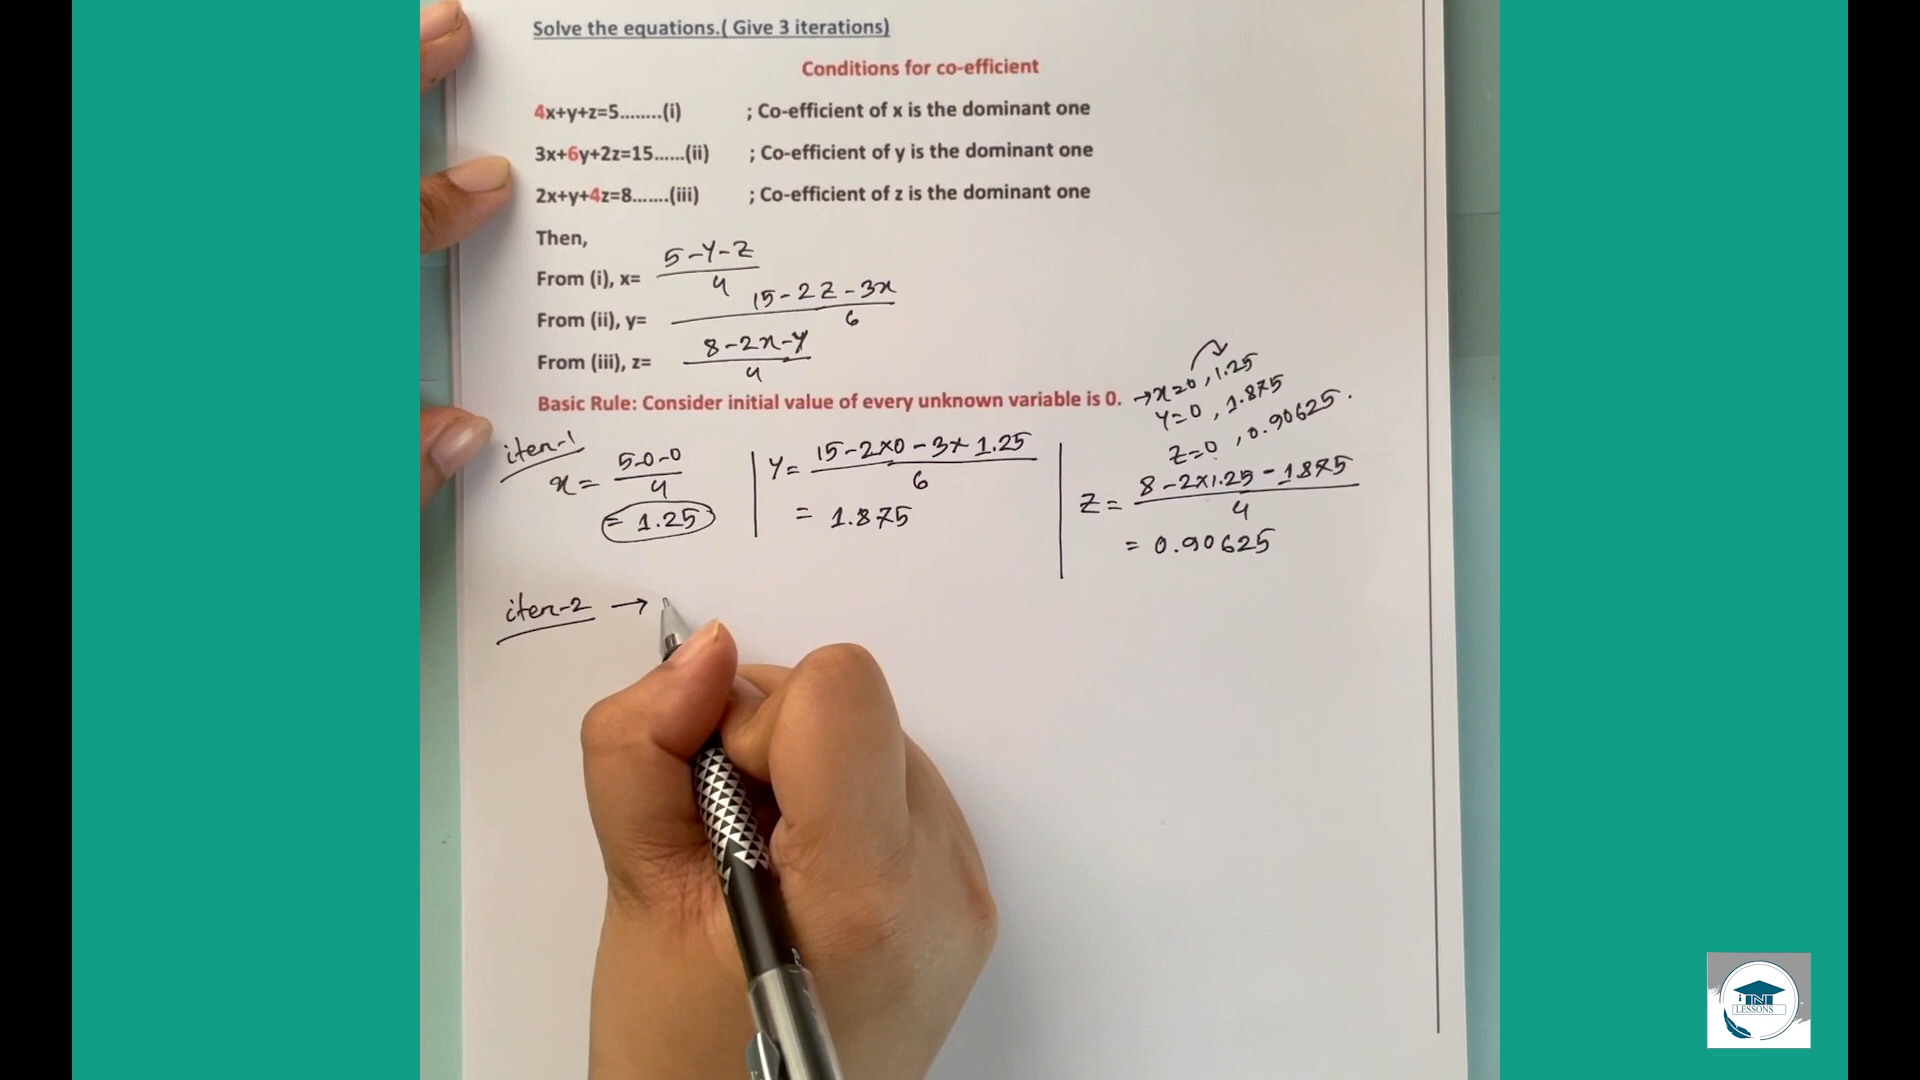 Solve the equations.( Give 3 iterations)
Conditions for co-efficient
4x+y+z=5........(i) ; Co-efficient of x is the dominant one
3x+6y+2z=15......(ii) ; Co-efficient of y is the dominant one
2x+y+4z=8.......(iii) ; Co-efficient of z is the dominant one
Then,
From (i), x= 5-y-z / 4
From (ii), y= 15-2z-3x / 6
From (iii), z= 8-2x-y / 4
Basic Rule: Consider initial value of every unknown variable is 0. → x=0, 1.25
y=0, 1.875
z=0, 0.90625.
iter-1
x = 5-0-0 / 4
= 1.25
y = 15-2×0-3×1.25 / 6
= 1.875
z = 8-2×1.25-1.875 / 4
= 0.90625
iter-2 →
iN
LESSONS